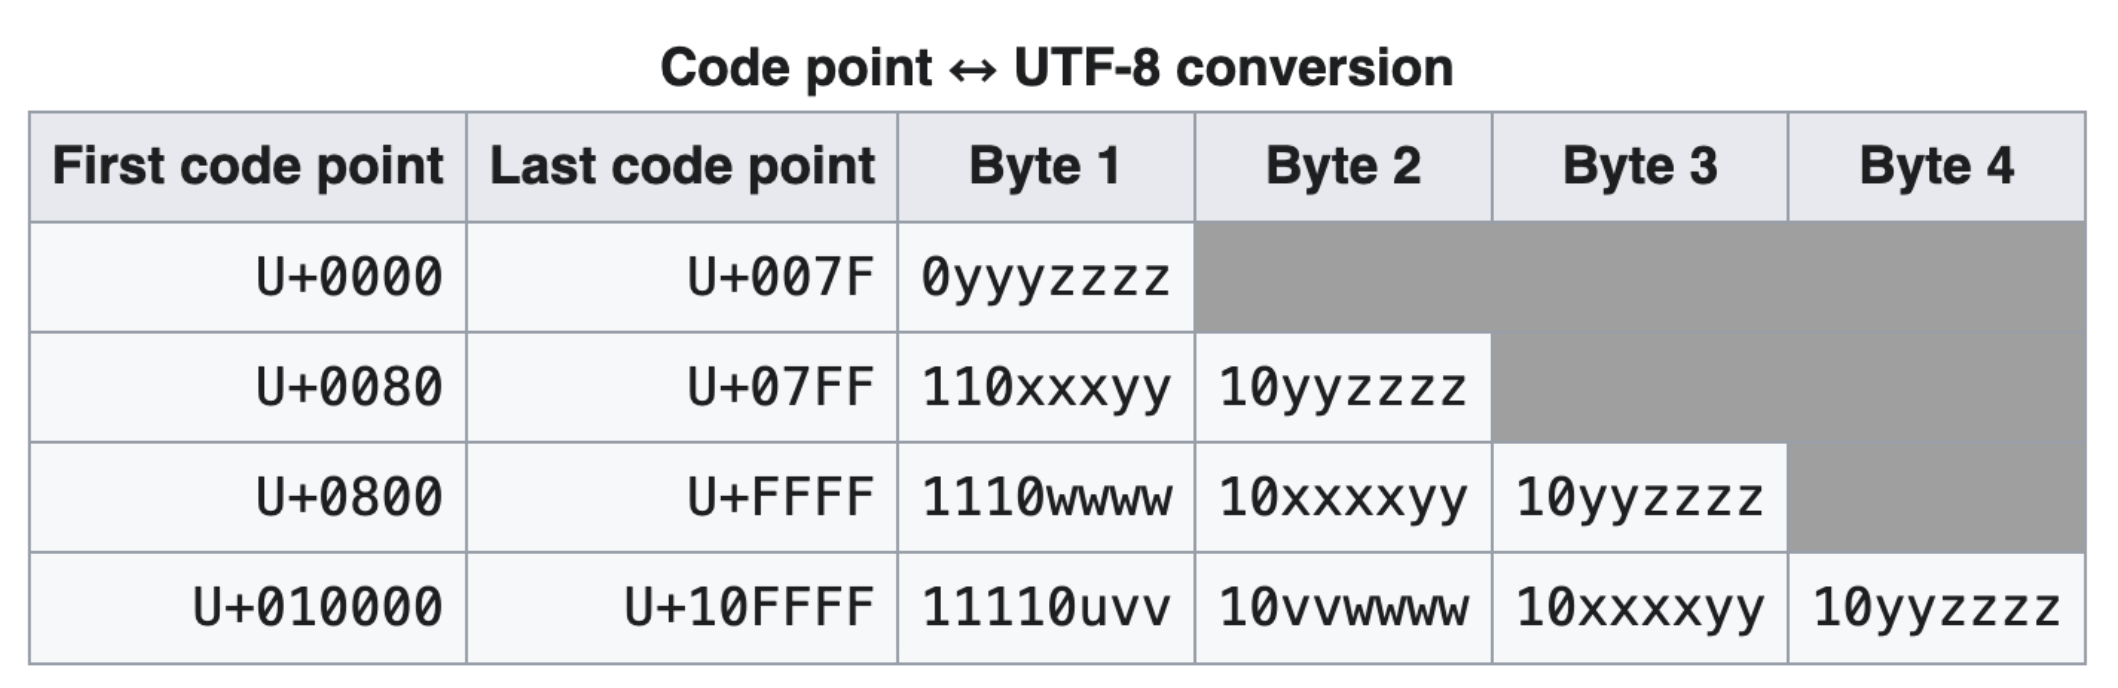 Code point ↔ UTF-8 conversion
First code point Last code point Byte 1 Byte 2 Byte 3 Byte 4
U+0000 U+007F 0yyyzzzz
U+0080 U+07FF 110xxxyy 10yyzzzz
U+0800 U+FFFF 1110wwww 10xxxxyy 10yyzzzz
U+010000 U+10FFFF 11110uvv 10vvwwww 10xxxxyy 10yyzzzz